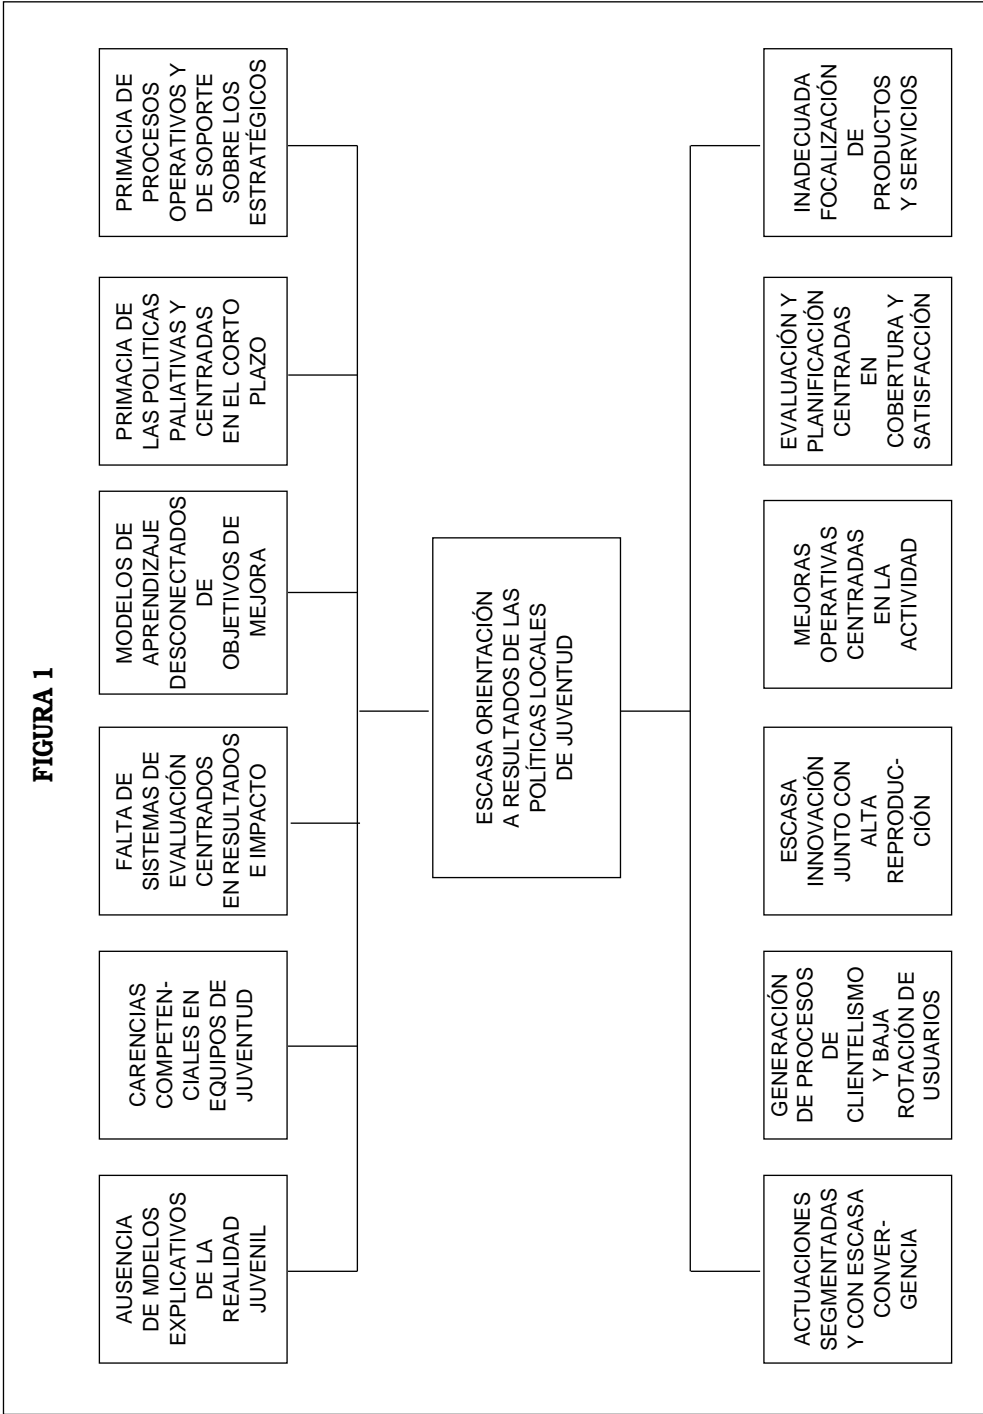 FIGURA 1
AUSENCIA
DE MDELOS
EXPLICATIVOS
DE LA
REALIDAD
JUVENIL
CARENCIAS
COMPETEN-
CIALES EN
EQUIPOS DE
JUVENTUD
FALTA DE
SISTEMAS DE
EVALUACIÓN
CENTRADOS
EN RESULTADOS
E IMPACTO
MODELOS DE
APRENDIZAJE
DESCONECTADOS
DE
OBJETIVOS DE
MEJORA
PRIMACIA DE
LAS POLITICAS
PALIATIVAS Y
CENTRADAS
EN EL CORTO
PLAZO
PRIMACIA DE
PROCESOS
OPERATIVOS Y
DE SOPORTE
SOBRE LOS
ESTRATÉGICOS
ESCASA ORIENTACIÓN
A RESULTADOS DE LAS
POLÍTICAS LOCALES
DE JUVENTUD
ACTUACIONES
SEGMENTADAS
Y CON ESCASA
CONVER-
GENCIA
GENERACIÓN
DE PROCESOS
DE
CLIENTELISMO
Y BAJA
ROTACIÓN DE
USUARIOS
ESCASA
INNOVACIÓN
JUNTO CON
ALTA
REPRODUC-
CIÓN
MEJORAS
OPERATIVAS
CENTRADAS
EN LA
ACTIVIDAD
EVALUACIÓN Y
PLANIFICACIÓN
CENTRADAS
EN
COBERTURA Y
SATISFACCIÓN
INADECUADA
FOCALIZACIÓN
DE
PRODUCTOS
Y SERVICIOS